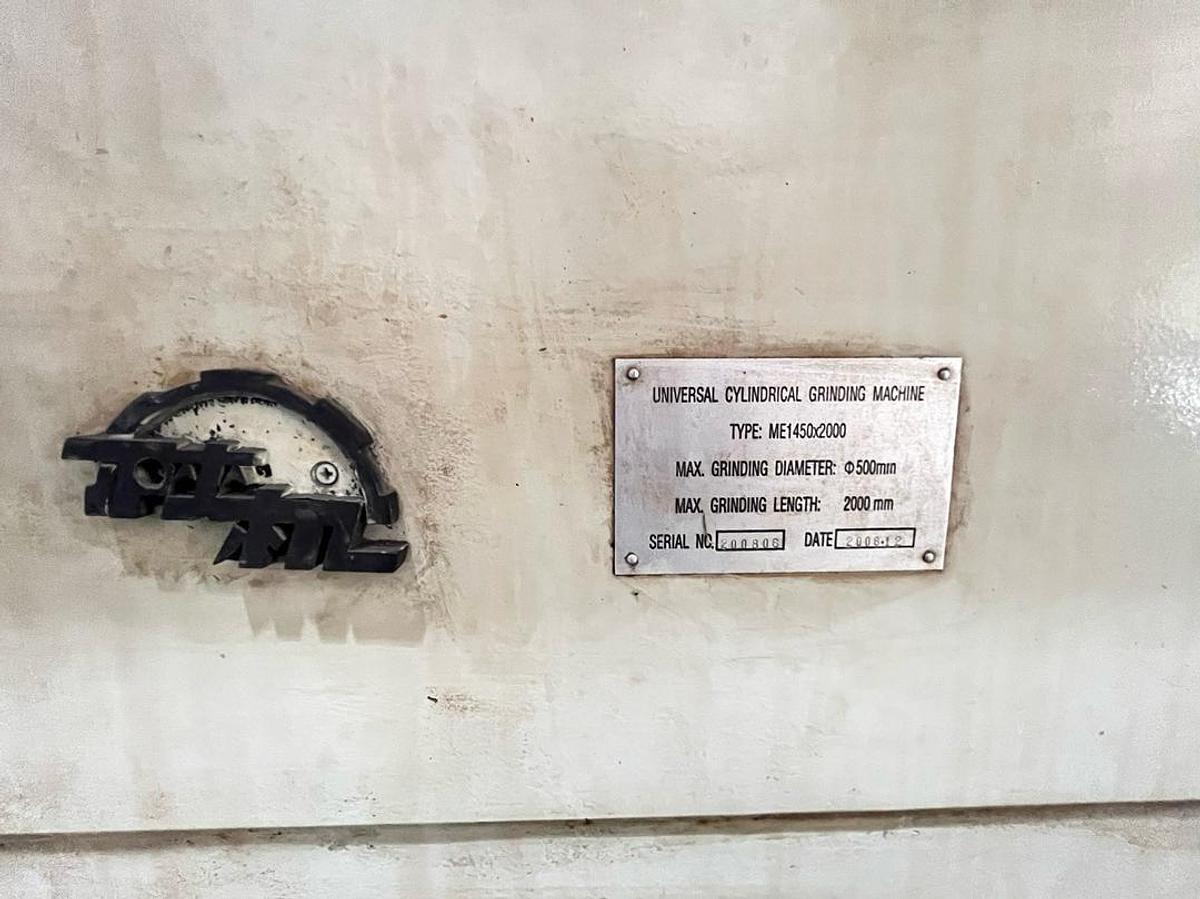 UNIVERSAL CYLINDRICAL GRINDING MACHINE
TYPE: ME1450x2000
MAX. GRINDING DIAMETER: Φ500mm
MAX. GRINDING LENGTH: 2000 mm
SERIAL NO. 200806 DATE 2008.12